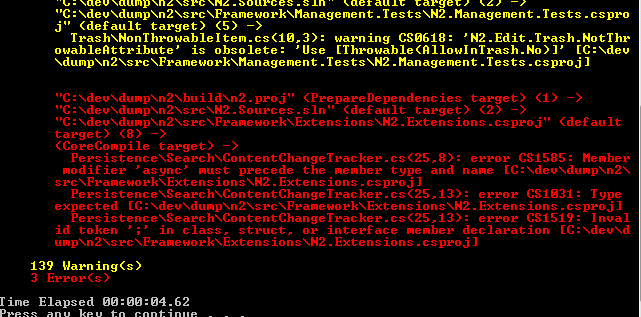 "C:\dev\dump\n2\src\N2.Sources.sln" (default target) (2) ->
"C:\dev\dump\n2\src\Framework\Management.Tests\N2.Management.Tests.cspro
j" (default target) (5) ->
Trash\NonThrowableItem.cs(10,3): warning CS0618: 'N2.Edit.Trash.NotThr
owableAttribute' is obsolete: 'Use [Throwable(AllowInTrash.No)]' [C:\dev
\dump\n2\src\Framework\Management.Tests\N2.Management.Tests.csproj]
"C:\dev\dump\n2\build\n2.proj" (PrepareDependencies target) (1) ->
"C:\dev\dump\n2\src\N2.Sources.sln" (default target) (2) ->
"C:\dev\dump\n2\src\Framework\Extensions\N2.Extensions.csproj" (default
target) (8) ->
(CoreCompile target) ->
Persistence\Search\ContentChangeTracker.cs(25,8): error CS1585: Member
modifier 'async' must precede the member type and name [C:\dev\dump\n2\
src\Framework\Extensions\N2.Extensions.csproj]
Persistence\Search\ContentChangeTracker.cs(25,13): error CS1031: Type
expected [C:\dev\dump\n2\src\Framework\Extensions\N2.Extensions.csproj]
Persistence\Search\ContentChangeTracker.cs(25,13): error CS1519: Inval
id token ';' in class, struct, or interface member declaration [C:\dev\d
ump\n2\src\Framework\Extensions\N2.Extensions.csproj]
139 Warning(s)
3 Error(s)
Time Elapsed 00:00:04.62
Press any key to continue . . .